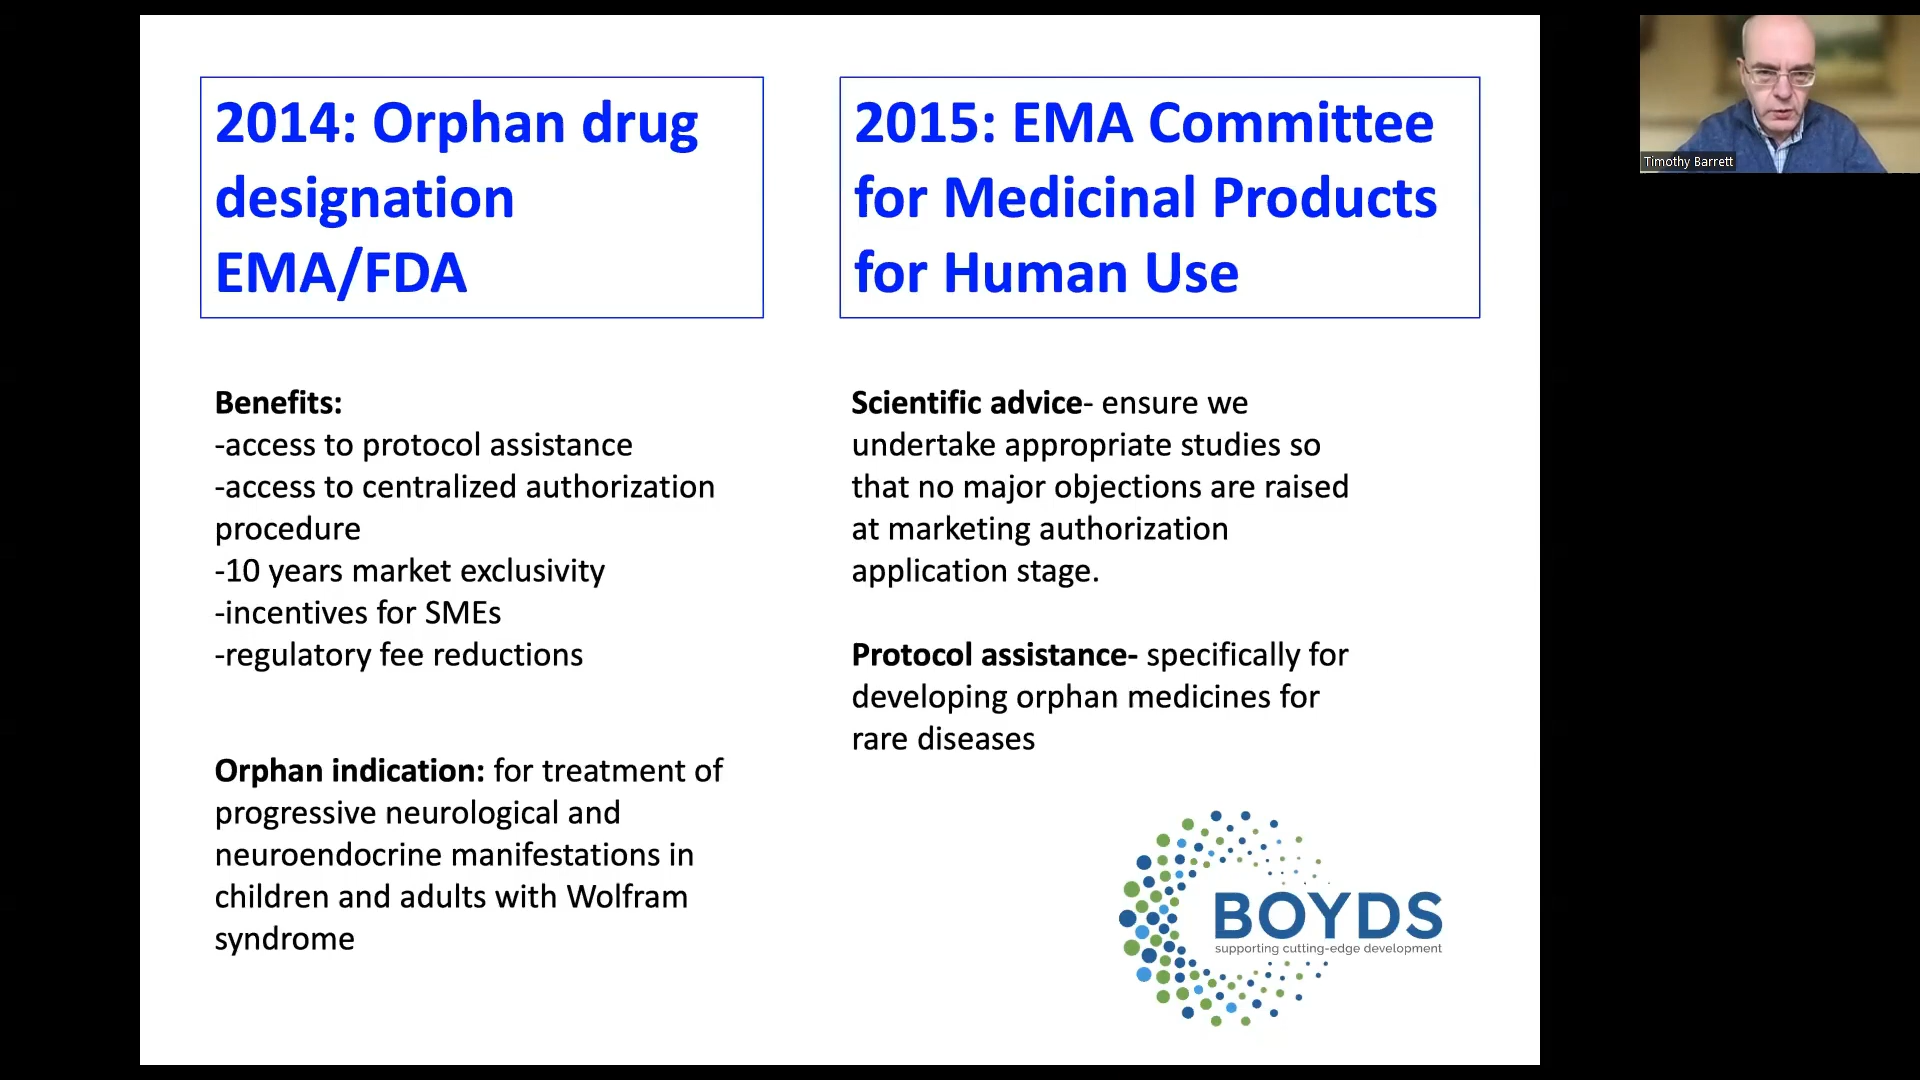 2014: Orphan drug
designation
EMA/FDA
Benefits:
-access to protocol assistance
-access to centralized authorization
procedure
-10 years market exclusivity
-incentives for SMEs
-regulatory fee reductions
Orphan indication: for treatment of
progressive neurological and
neuroendocrine manifestations in
children and adults with Wolfram
syndrome
2015: EMA Committee
for Medicinal Products
for Human Use
Scientific advice- ensure we
undertake appropriate studies so
that no major objections are raised
at marketing authorization
application stage.
Protocol assistance- specifically for
developing orphan medicines for
rare diseases
BOYDS
supporting cutting-edge development
Timothy Barrett